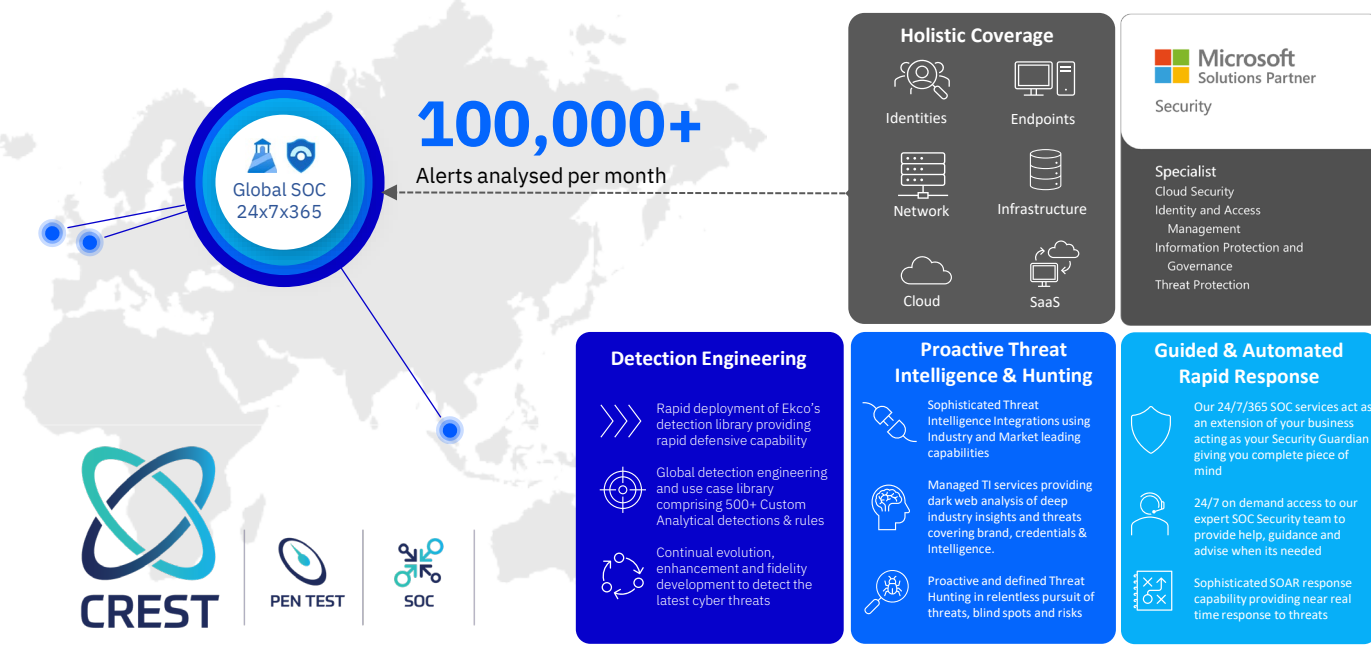 Global SOC
24x7x365
100,000+
Alerts analysed per month
Holistic Coverage
Identities
Endpoints
Network
Infrastructure
Cloud
SaaS
Microsoft
Solutions Partner
Security
Specialist
Cloud Security
Identity and Access
Management
Information Protection and
Governance
Threat Protection
Detection Engineering
Rapid deployment of Ekco's
detection library providing
rapid defensive capability
Global detection engineering
and use case library
comprising 500+ Custom
Analytical detections & rules
Continual evolution,
enhancement and fidelity
development to detect the
latest cyber threats
Proactive Threat
Intelligence & Hunting
Sophisticated Threat
Intelligence Integrations using
Industry and Market leading
capabilities
Managed TI services providing
dark web analysis of deep
industry insights and threats
covering brand, credentials &
Intelligence.
Proactive and defined Threat
Hunting in relentless pursuit of
threats, blind spots and risks
Guided & Automated
Rapid Response
Our 24/7/365 SOC services act as
an extension of your business
acting as your Security Guardian
giving you complete piece of
mind
24/7 on demand access to our
expert SOC Security team to
provide help, guidance and
advise when its needed
Sophisticated SOAR response
capability providing near real
time response to threats
CREST
PEN TEST
SOC